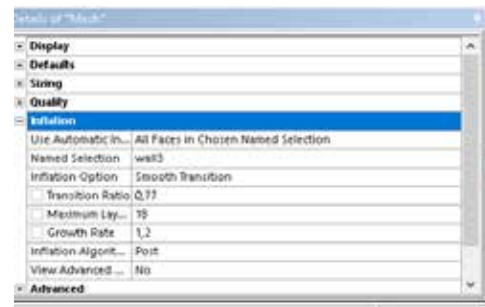 Details of "Mesh"
Display
Defaults
Sizing
Quality
Inflation
Use Automatic In... All Faces in Chosen Named Selection
Named Selection wall3
Inflation Option Smooth Transition
Transition Ratio 0,77
Maximum Lay... 18
Growth Rate 1,2
Inflation Algorit... Post
View Advanced ... No
Advanced